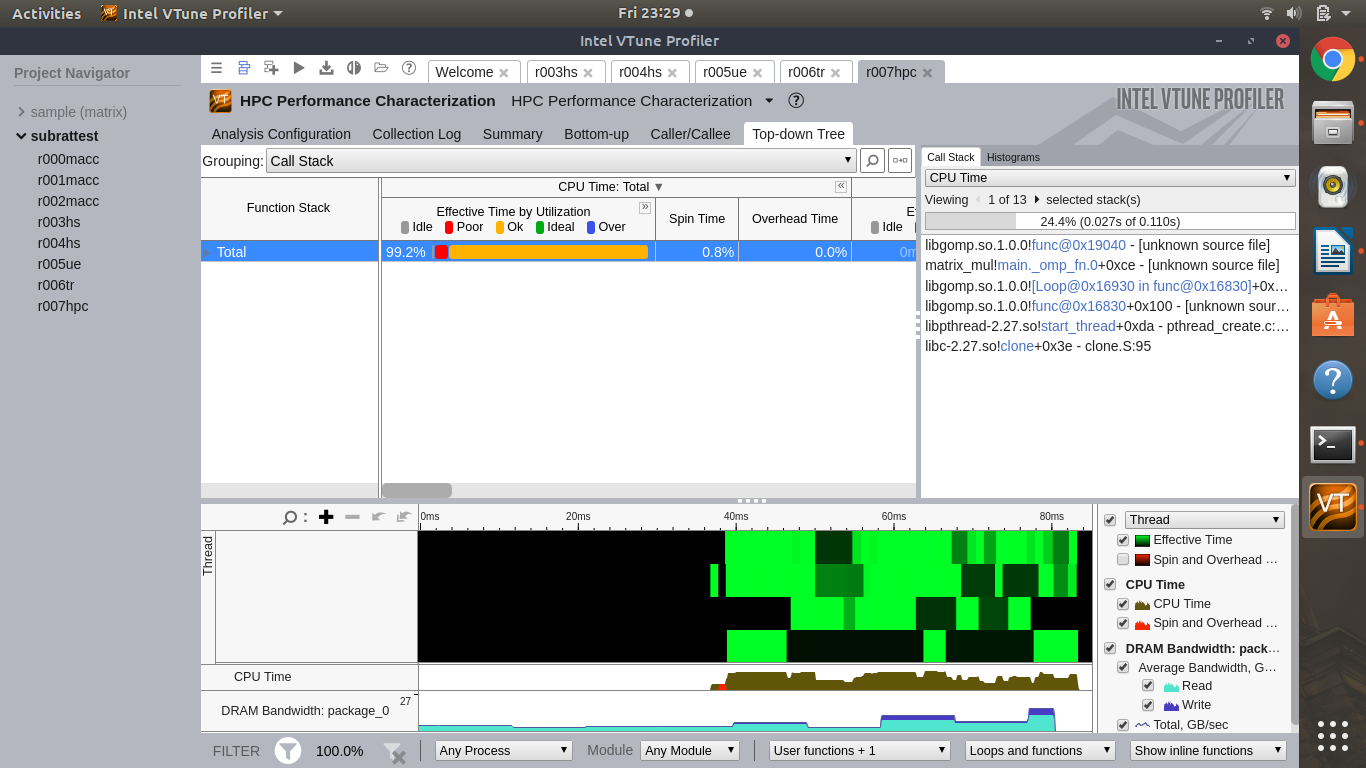 Activities
Intel VTune Profiler
Fri 23:29
Intel VTune Profiler
Project Navigator
sample (matrix)
subrattest
r000macc
r001macc
r002macc
r003hs
r004hs
r005ue
r006tr
r007hpc
Welcome
r003hs
r004hs
r005ue
r006tr
r007hpc
VT
HPC Performance Characterization
HPC Performance Characterization
INTEL VTUNE PROFILER
Analysis Configuration
Collection Log
Summary
Bottom-up
Caller/Callee
Top-down Tree
Grouping:
Call Stack
Function Stack
CPU Time: Total
Effective Time by Utilization
Idle
Poor
Ok
Ideal
Over
Spin Time
Overhead Time
Idle
Total
99.2%
0.8%
0.0%
Call Stack
Histograms
CPU Time
Viewing 1 of 13 selected stack(s)
24.4% (0.027s of 0.110s)
libgomp.so.1.0.0!func@0x19040 - [unknown source file]
matrix_mul!main._omp_fn.0+0xce - [unknown source file]
libgomp.so.1.0.0![Loop@0x16930 in func@0x16830]+0x…
libgomp.so.1.0.0!func@0x16830+0x100 - [unknown sour…
libpthread-2.27.so!start_thread+0xda - pthread_create.c:…
libc-2.27.so!clone+0x3e - clone.S:95
0ms
20ms
40ms
60ms
80ms
Thread
CPU Time
DRAM Bandwidth: package_0
27
Thread
Effective Time
Spin and Overhead …
CPU Time
CPU Time
Spin and Overhead …
DRAM Bandwidth: pack…
Average Bandwidth, G…
Read
Write
Total, GB/sec
FILTER
100.0%
Any Process
Module
Any Module
User functions + 1
Loops and functions
Show inline functions
VT